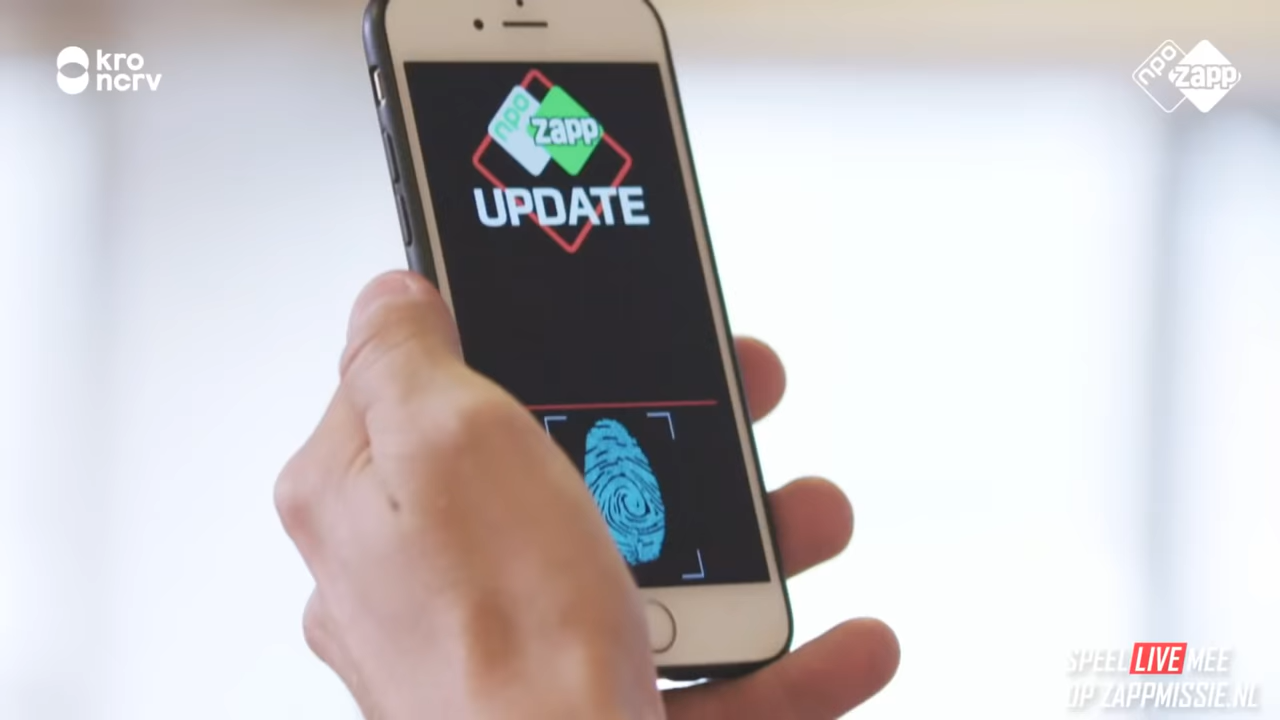 kro
ncrv
npo
zapp
npo
zapp
UPDATE
SPEEL LIVE MEE
OP ZAPPMISSIE.NL